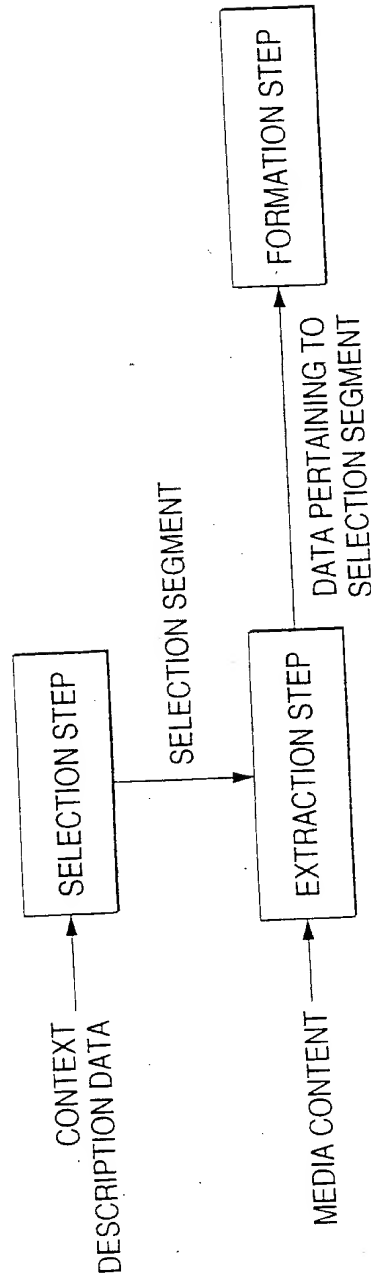 CONTEXT
DESCRIPTION DATA
SELECTION STEP
SELECTION SEGMENT
MEDIA CONTENT
EXTRACTION STEP
DATA PERTAINING TO
SELECTION SEGMENT
FORMATION STEP